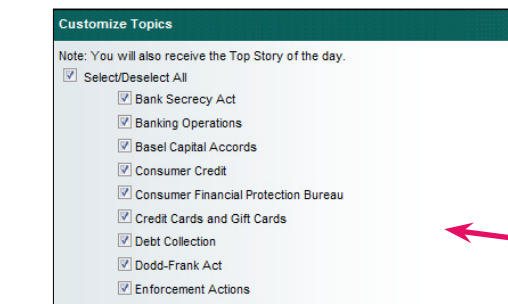 Customize Topics
Note: You will also receive the Top Story of the day.
Select/Deselect All
Bank Secrecy Act
Banking Operations
Basel Capital Accords
Consumer Credit
Consumer Financial Protection Bureau
Credit Cards and Gift Cards
Debt Collection
Dodd-Frank Act
Enforcement Actions